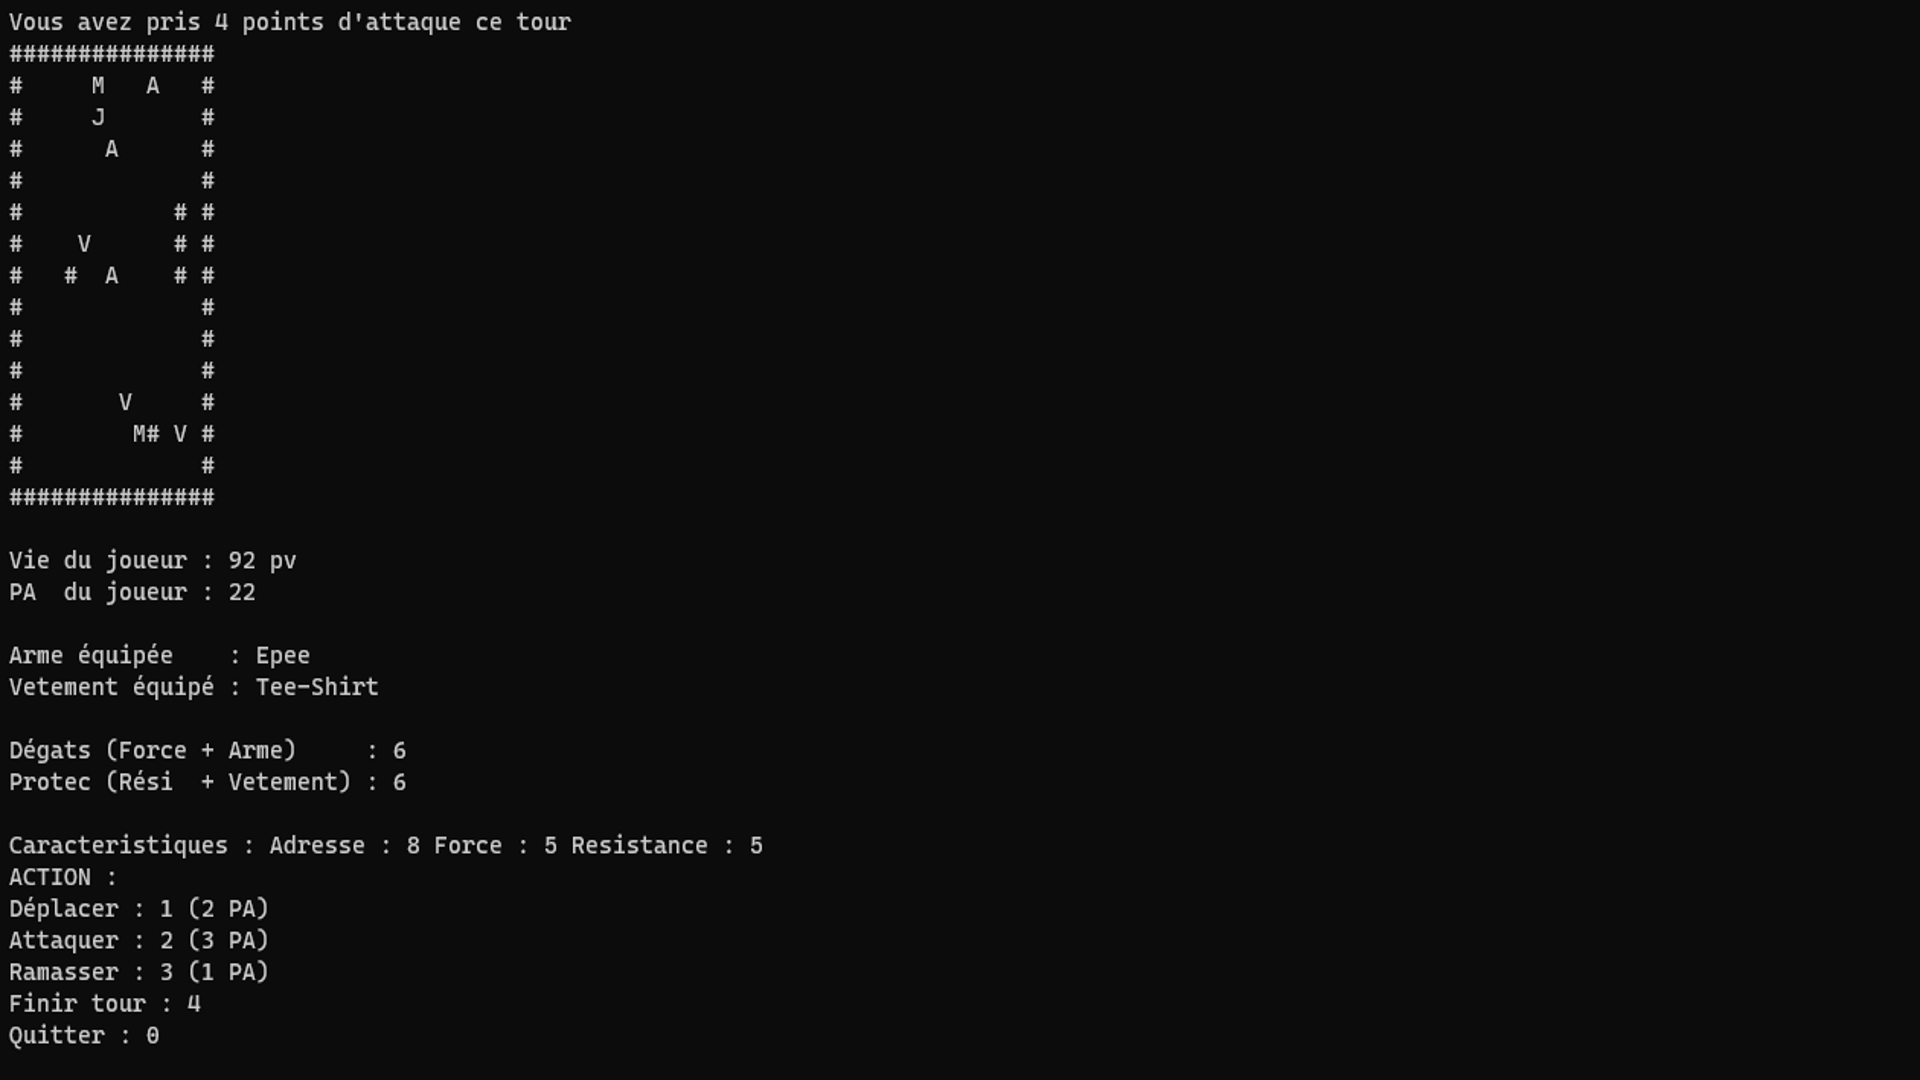 Vous avez pris 4 points d'attaque ce tour
###############
#     M   A   #
#     J       #
#      A      #
#             #
#           # #
#    V      # #
#   #  A    # #
#             #
#             #
#             #
#       V     #
#        M# V #
#             #
###############
Vie du joueur : 92 pv
PA  du joueur : 22
Arme équipée    : Epee
Vetement équipé : Tee-Shirt
Dégats (Force + Arme)     : 6
Protec (Rési  + Vetement) : 6
Caracteristiques : Adresse : 8 Force : 5 Resistance : 5
ACTION :
Déplacer : 1 (2 PA)
Attaquer : 2 (3 PA)
Ramasser : 3 (1 PA)
Finir tour : 4
Quitter : 0